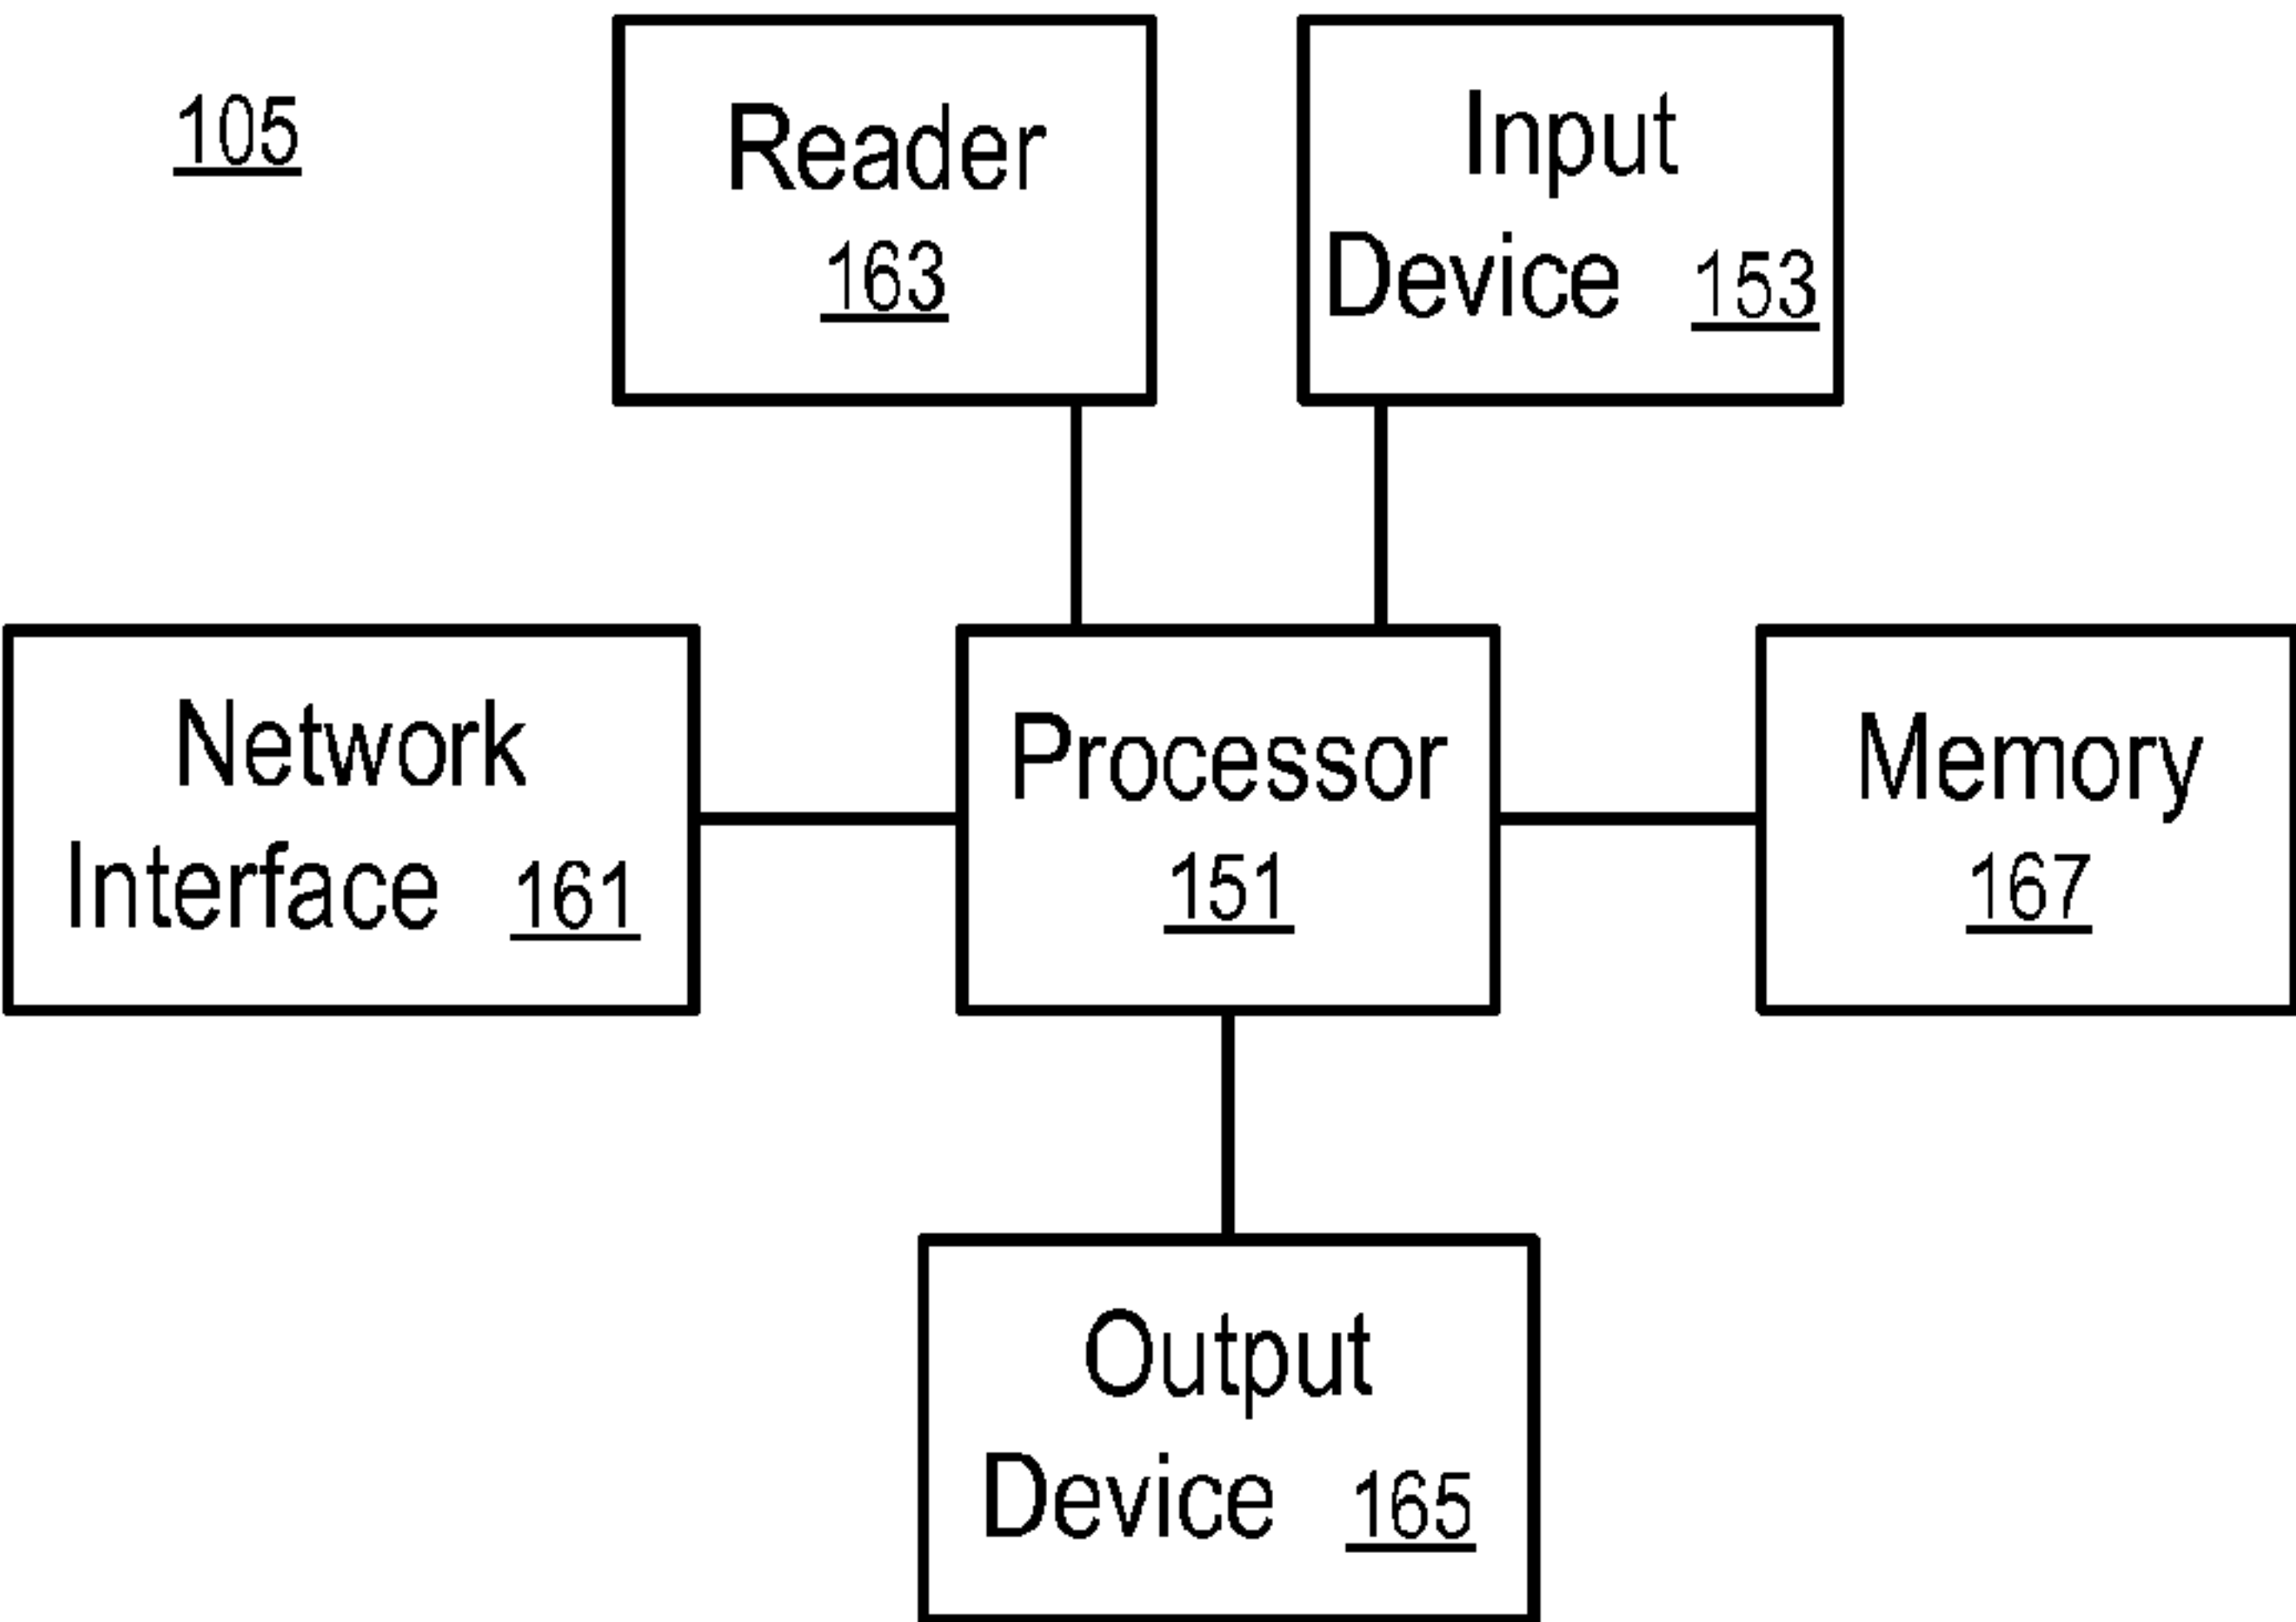 105
Reader
163
Input
Device 153
Network
Interface 161
Processor
151
Memory
167
Output
Device 165